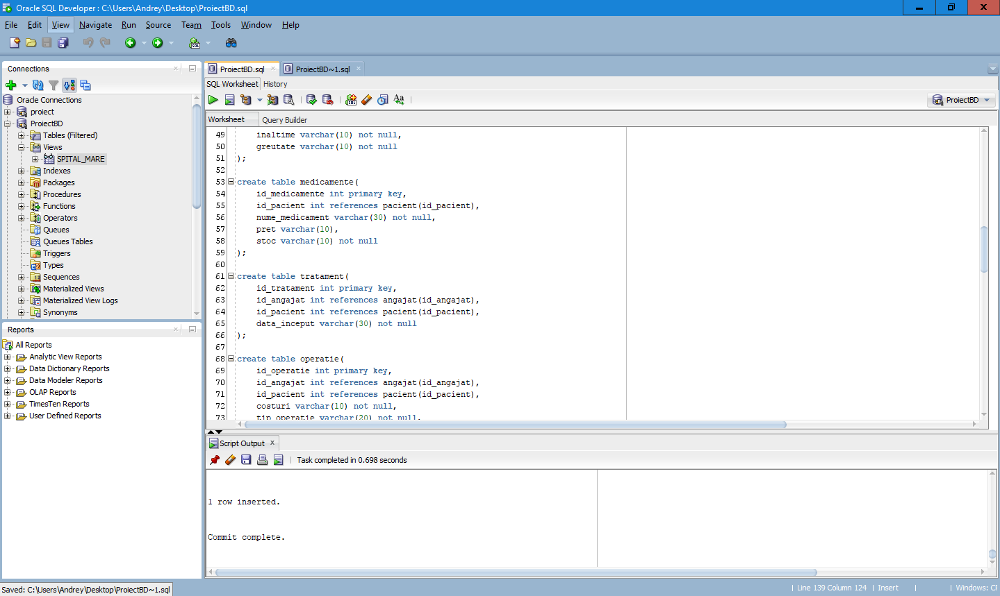 Oracle SQL Developer : C:\Users\Andrey\Desktop\ProiectBD.sql
File Edit View Navigate Run Source Team Tools Window Help
Connections
Oracle Connections
proiect
ProiectBD
Tables (Filtered)
Views
SPITAL_MARE
Indexes
Packages
Procedures
Functions
Operators
Queues
Queues Tables
Triggers
Types
Sequences
Materialized Views
Materialized View Logs
Synonyms
Reports
All Reports
Analytic View Reports
Data Dictionary Reports
Data Modeler Reports
OLAP Reports
TimesTen Reports
User Defined Reports
ProiectBD.sql ProiectBD~1.sql
SQL Worksheet History
ProiectBD
Worksheet Query Builder
49 inaltime varchar(10) not null,
50 greutate varchar(10) not null
51 );
52
53 create table medicamente(
54 id_medicamente int primary key,
55 id_pacient int references pacient(id_pacient),
56 nume_medicament varchar(30) not null,
57 pret varchar(10),
58 stoc varchar(10) not null
59 );
60
61 create table tratament(
62 id_tratament int primary key,
63 id_angajat int references angajat(id_angajat),
64 id_pacient int references pacient(id_pacient),
65 data_inceput varchar(30) not null
66 );
67
68 create table operatie(
69 id_operatie int primary key,
70 id_angajat int references angajat(id_angajat),
71 id_pacient int references pacient(id_pacient),
72 costuri varchar(10) not null,
73 tip_operatie varchar(20) not null,
Script Output
Task completed in 0.698 seconds
1 row inserted.
Commit complete.
Saved: C:\Users\Andrey\Desktop\ProiectBD~1.sql
Line 139 Column 124 Insert Windows: CF